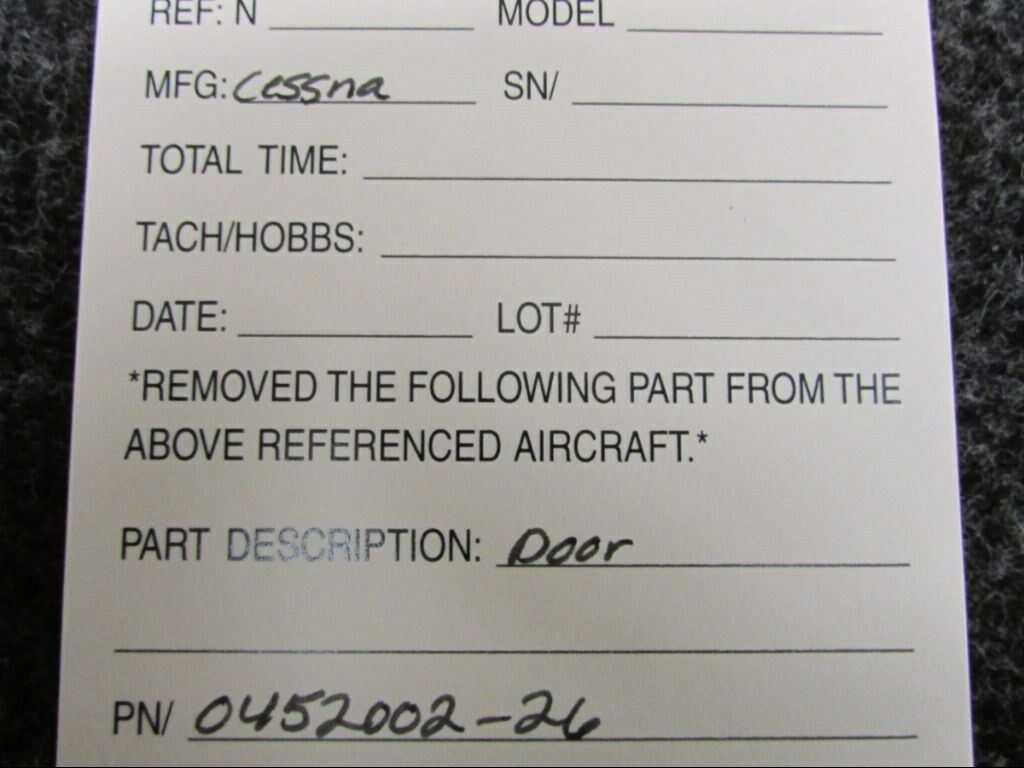 REF: N MODEL
MFG: Cessna SN/
TOTAL TIME:
TACH/HOBBS:
DATE: LOT#
*REMOVED THE FOLLOWING PART FROM THE
ABOVE REFERENCED AIRCRAFT.*
PART DESCRIPTION: Door
PN/ 0452002-26